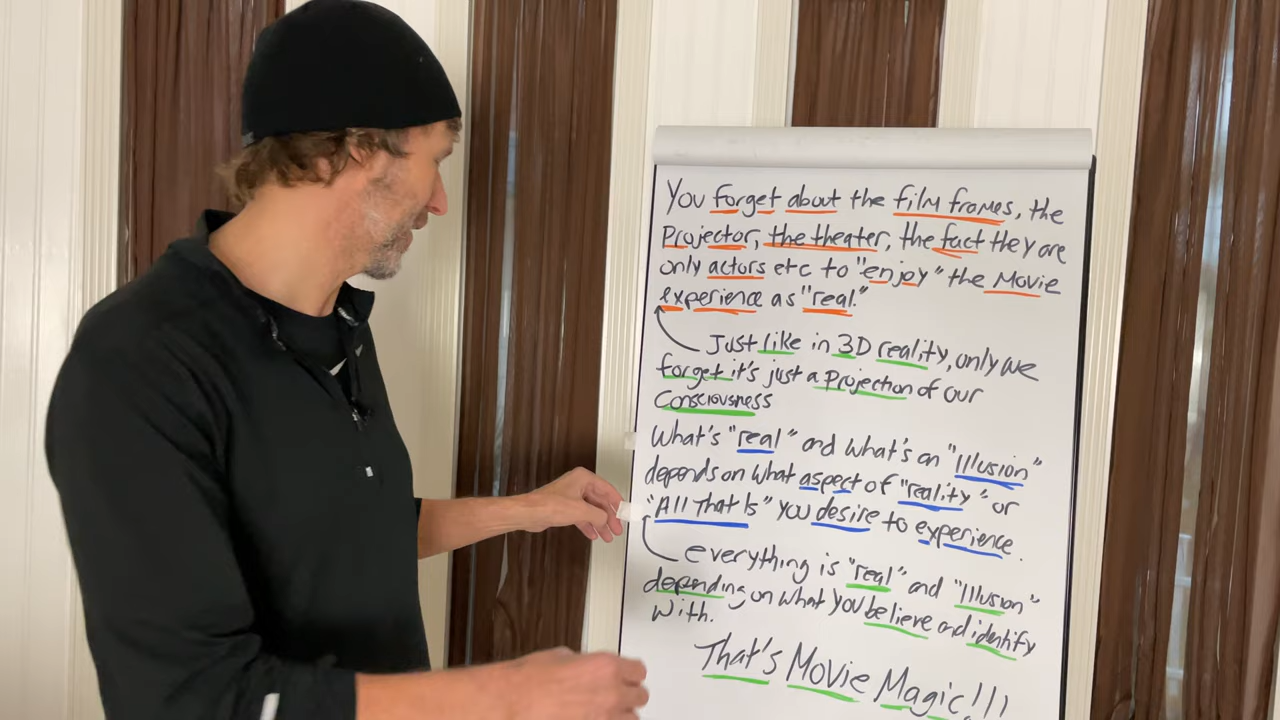 You forget about the film frames, the
Projector, the theater, the fact they are
only actors etc to "enjoy" the Movie
experience as "real."
Just like in 3D reality, only we
forget it's just a Projection of our
Consciousness
What's "real" and what's an "Illusion"
depends on what aspect of "reality" or
"All That Is" you desire to experience.
everything is "real" and "Illusion"
depending on what you believe and identify
with.
That's Movie Magic!!!